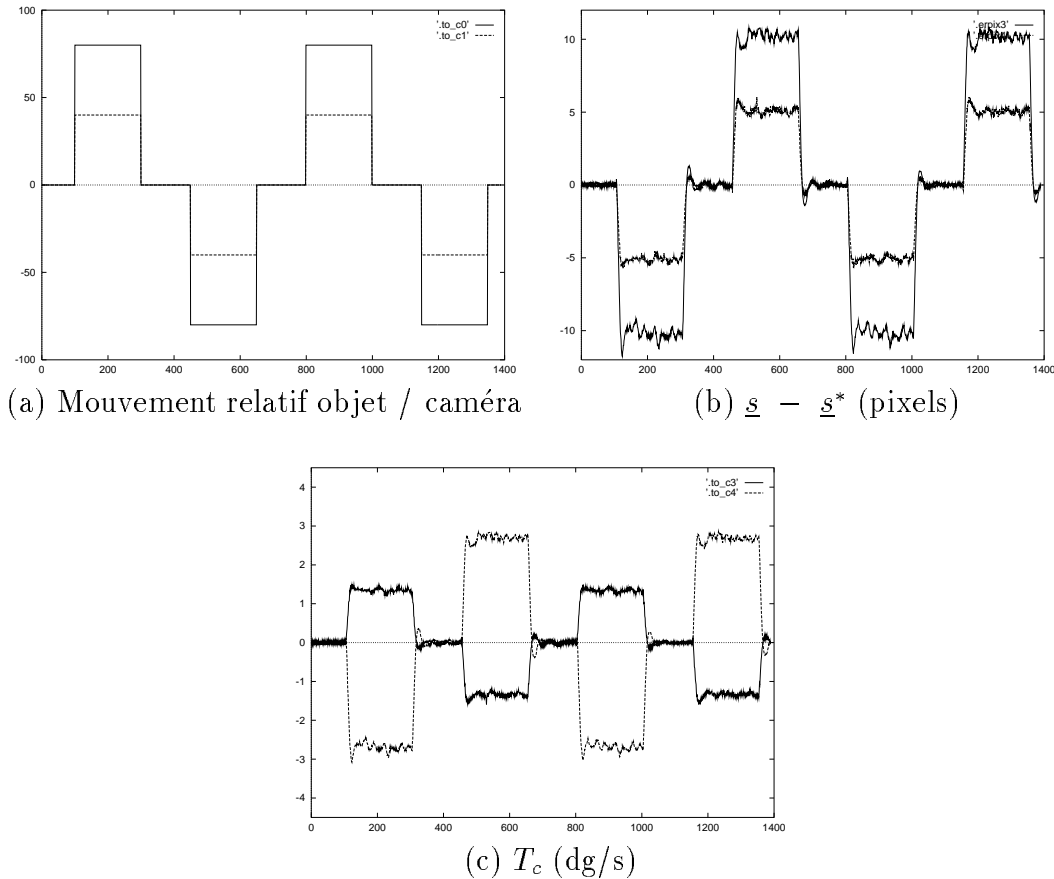 '.to_c0'
'.to_c1'
100
50
0
-50
-100
0 200 400 600 800 1000 1200 1400
(a) Mouvement relatif objet / caméra
'.erpix3'
10
5
0
-5
-10
0 200 400 600 800 1000 1200 1400
(b) s − s* (pixels)
'.to_c3'
'.to_c4'
4
3
2
1
0
-1
-2
-3
-4
0 200 400 600 800 1000 1200 1400
(c) Tc (dg/s)